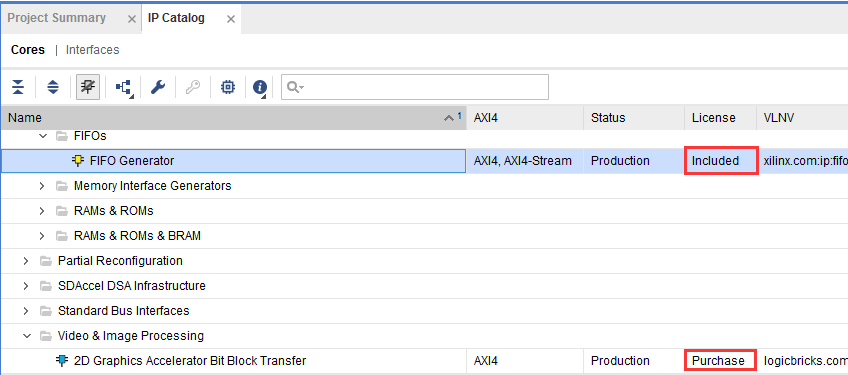 Project Summary × IP Catalog ×
Cores | Interfaces
Name 1 AXI4 Status License VLNV
FIFOs
FIFO Generator AXI4, AXI4-Stream Production Included xilinx.com:ip:fifo
Memory Interface Generators
RAMs & ROMs
RAMs & ROMs & BRAM
Partial Reconfiguration
SDAccel DSA Infrastructure
Standard Bus Interfaces
Video & Image Processing
2D Graphics Accelerator Bit Block Transfer AXI4 Production Purchase logicbricks.com